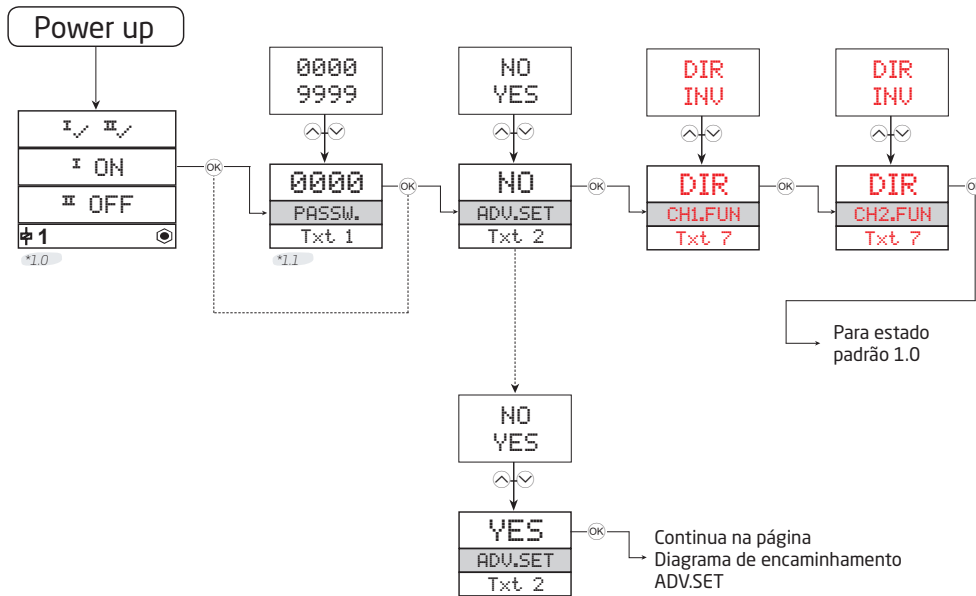 Power up
I✓ II✓
I ON
II OFF
1
*1.0
0000
9999
OK
0000
PASSW.
Txt 1
*1.1
OK
NO
YES
NO
ADV.SET
Txt 2
OK
DIR
INV
DIR
CH1.FUN
Txt 7
OK
DIR
INV
DIR
CH2.FUN
Txt 7
Para estado
padrão 1.0
NO
YES
YES
ADV.SET
Txt 2
OK
Continua na página
Diagrama de encaminhamento
ADV.SET